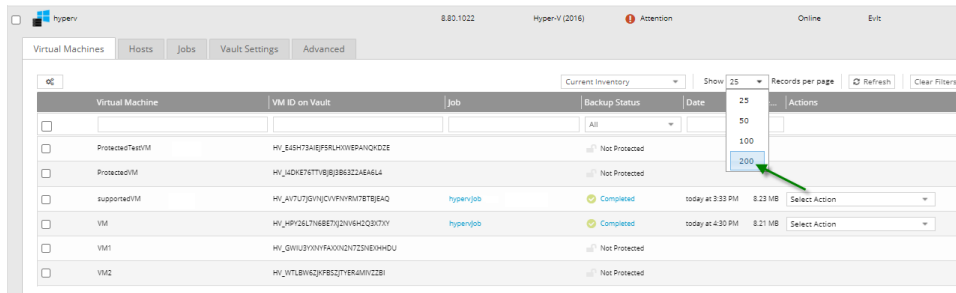 hyperv 8.80.1022 Hyper-V (2016) Attention Online Evlt
Virtual Machines Hosts Jobs Vault Settings Advanced
Current Inventory Show 25 Records per page Refresh Clear Filters
Virtual Machine VM ID on Vault Job Backup Status Date ... Actions
25
50
100
200
All
ProtectedTestVM Not Protected
ProtectedVM HV_I4DKE76TTVBJBJ3B63Z2AEA6L4 Not Protected
supportedVM HV_AV7U7JGVNJCVVFNYRM7BTBJEAQ hypervjob Completed today at 3:33 PM 8.23 MB Select Action
VM HV_HPY26L7N6BE7XJ2NV6H2Q3X7XY hypervjob Completed today at 4:30 PM 8.21 MB Select Action
VM1 HV_GWIU3YXNYFAXXN2N7ZSNEXHHDU Not Protected
VM2 HV_WTLBW6ZJKFBSZJTYER4MIVZZBI Not Protected